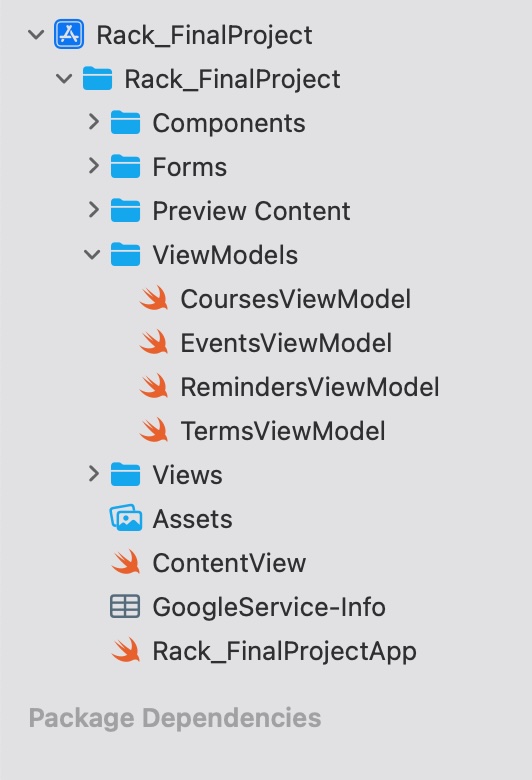 Rack_FinalProject
Rack_FinalProject
Components
Forms
Preview Content
ViewModels
CoursesViewModel
EventsViewModel
RemindersViewModel
TermsViewModel
Views
Assets
ContentView
GoogleService-Info
Rack_FinalProjectApp
Package Dependencies